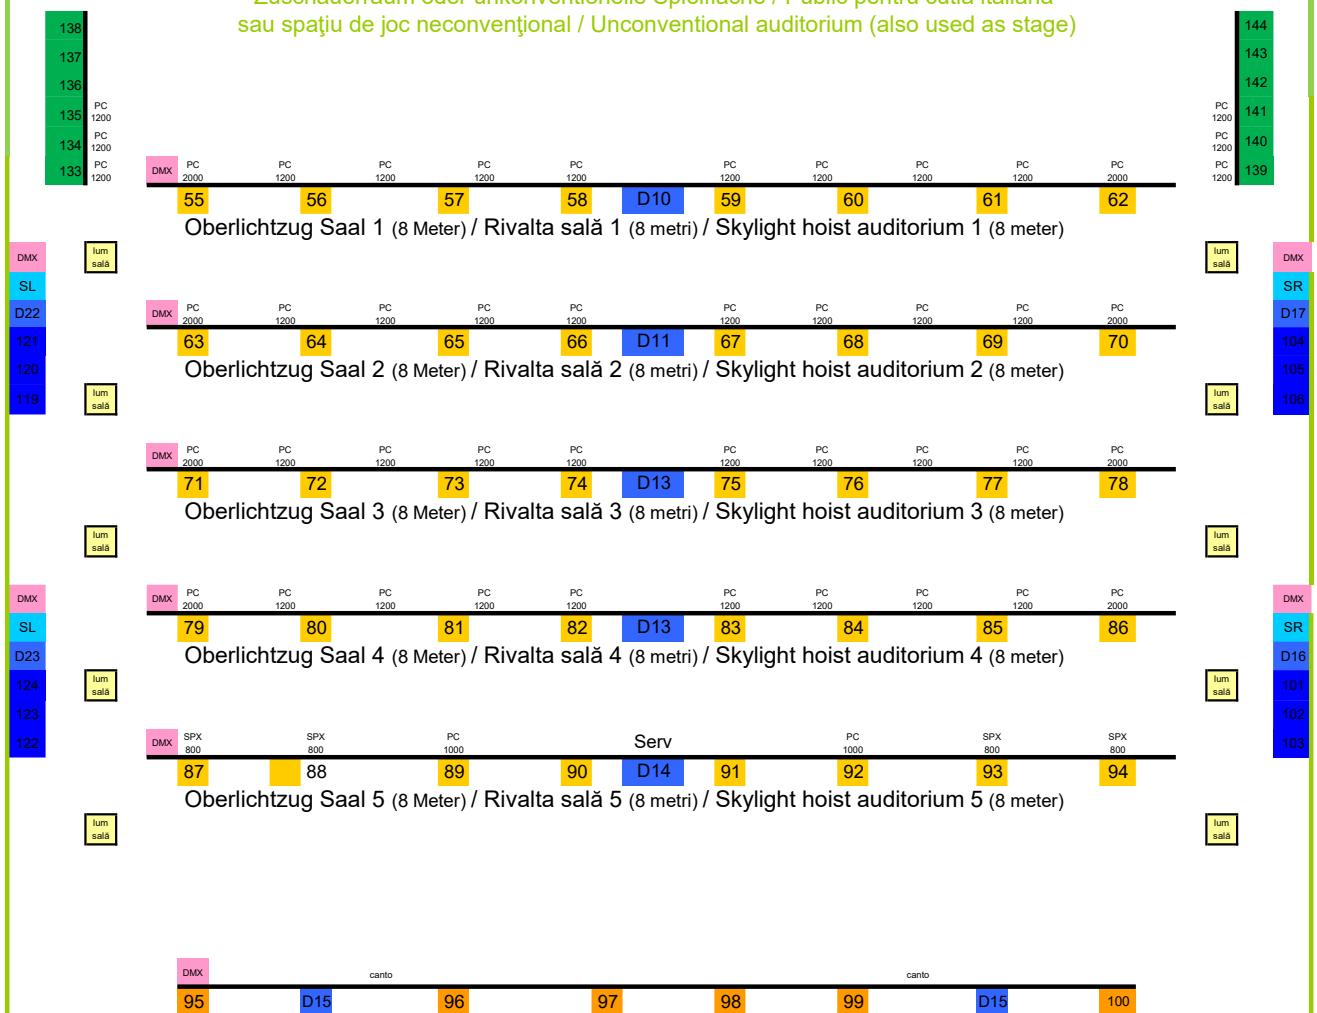 Zuschauerraum oder unkonventionelle Spielfläche / Public pentru cutia italiană
sau spaţiu de joc neconvenţional / Unconventional auditorium (also used as stage)
138 144
137 143
136 142
135 PC 1200 PC 1200 141
134 PC 1200 PC 1200 140
133 PC 1200 PC 1200 139
DMX PC 2000 PC 1200 PC 1200 PC 1200 PC 1200 PC 1200 PC 1200 PC 1200 PC 2000
55 56 57 58 D10 59 60 61 62
Oberlichtzug Saal 1 (8 Meter) / Rivalta sală 1 (8 metri) / Skylight hoist auditorium 1 (8 meter)
DMX lum sală lum sală DMX
SL SR
D22 D17
DMX PC 2000 PC 1200 PC 1200 PC 1200 PC 1200 PC 1200 PC 1200 PC 1200 PC 2000
121 63 64 65 66 D11 67 68 69 70 104
Oberlichtzug Saal 2 (8 Meter) / Rivalta sală 2 (8 metri) / Skylight hoist auditorium 2 (8 meter)
120 105
119 lum sală lum sală 106
DMX PC 2000 PC 1200 PC 1200 PC 1200 PC 1200 PC 1200 PC 1200 PC 1200 PC 2000
71 72 73 74 D13 75 76 77 78
Oberlichtzug Saal 3 (8 Meter) / Rivalta sală 3 (8 metri) / Skylight hoist auditorium 3 (8 meter)
lum sală lum sală
DMX DMX PC 2000 PC 1200 PC 1200 PC 1200 PC 1200 PC 1200 PC 1200 PC 1200 PC 2000 DMX
SL 79 80 81 82 D13 83 84 85 86 SR
D23 Oberlichtzug Saal 4 (8 Meter) / Rivalta sală 4 (8 metri) / Skylight hoist auditorium 4 (8 meter) D16
124 lum sală lum sală 101
123 102
122 DMX SPX 800 SPX 800 PC 1000 Serv PC 1000 SPX 800 SPX 800 103
87 88 89 90 D14 91 92 93 94
Oberlichtzug Saal 5 (8 Meter) / Rivalta sală 5 (8 metri) / Skylight hoist auditorium 5 (8 meter)
lum sală lum sală
DMX canto canto
95 D15 96 97 98 99 D15 100